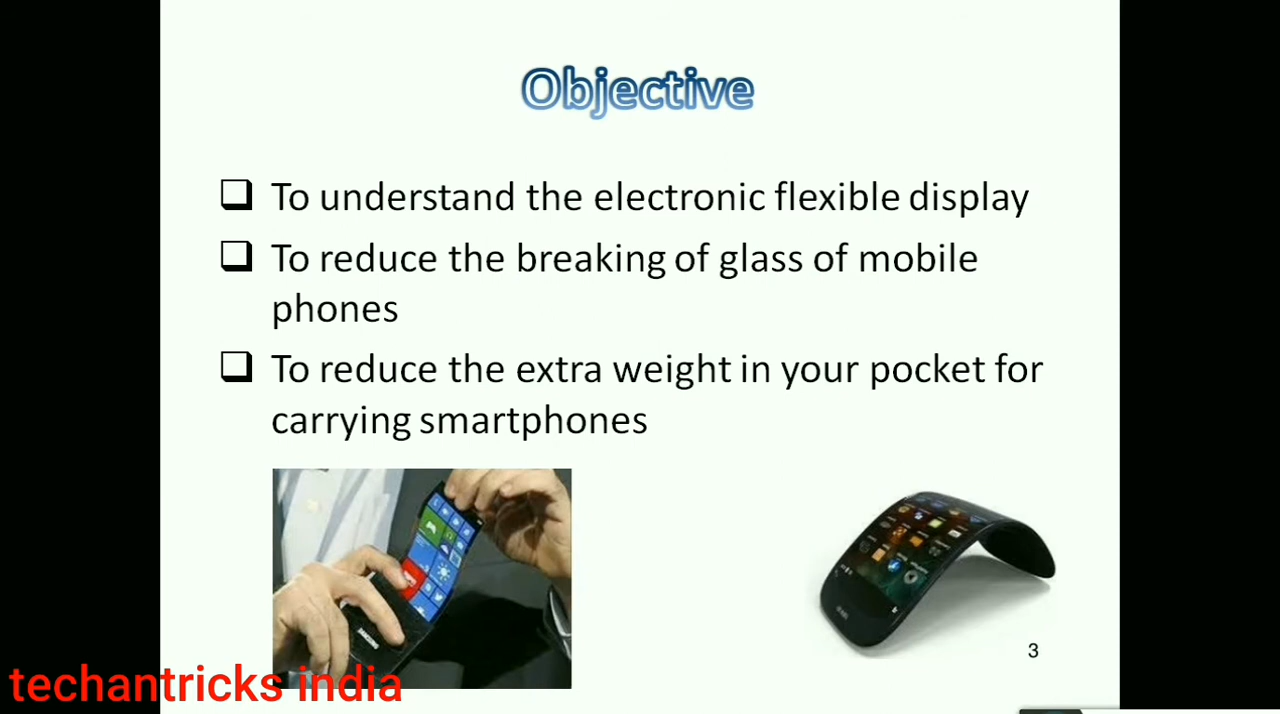 Objective
❑ To understand the electronic flexible display
❑ To reduce the breaking of glass of mobile
phones
❑ To reduce the extra weight in your pocket for
carrying smartphones
3
techantricks india